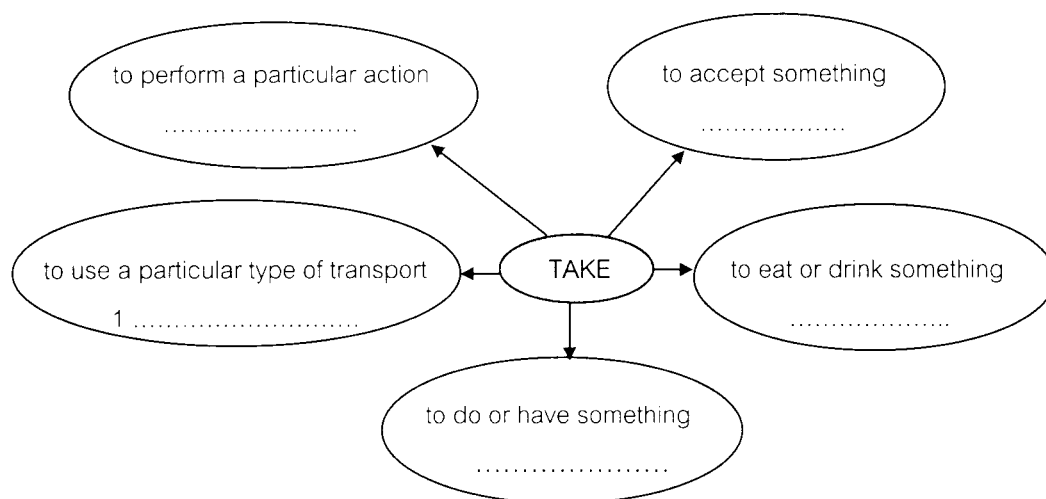 to perform a particular action
.......................
to accept something
..................
to use a particular type of transport
1 ............................
TAKE
to eat or drink something
....................
to do or have something
.....................